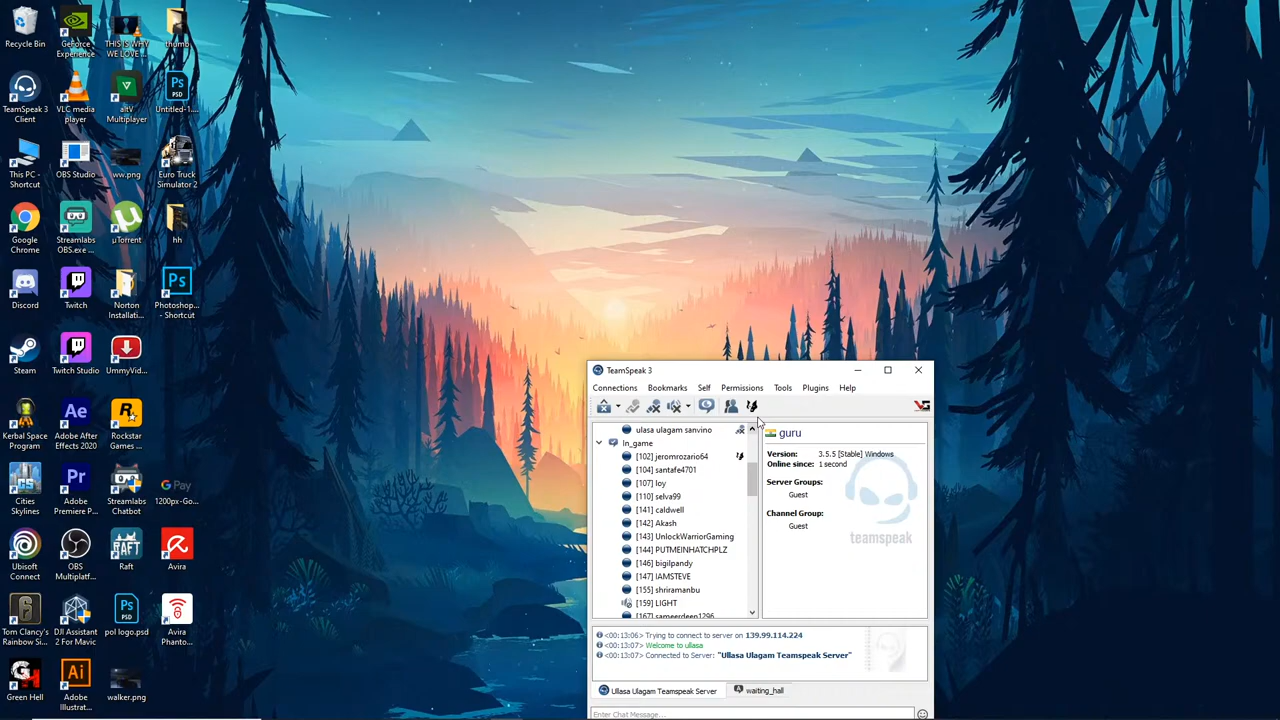 Recycle Bin
GeForce
Experience
THIS IS WHY
WE LOVE ...
thumb
TeamSpeak 3
Client
VLC media
player
altV
Multiplayer
Untitled-1....
This PC -
Shortcut
OBS Studio
ww.png
Euro Truck
Simulator 2
Google
Chrome
Streamlabs
OBS.exe ...
µTorrent
hh
Discord
Twitch
Norton
Installati...
Photoshop...
- Shortcut
Steam
Twitch Studio
UmmyVid...
Kerbal Space
Program
Adobe After
Effects 2020
Rockstar
Games ...
Cities
Skylines
Adobe
Premiere P...
Streamlabs
Chatbot
1200px-Go...
Ubisoft
Connect
OBS
Multiplatf...
Raft
Avira
Tom Clancy's
Rainbow Si...
DJI Assistant
2 For Mavic
pol logo.psd
Avira
Phanto...
Green Hell
Adobe
Illustrat...
walker.png
TeamSpeak 3
Connections Bookmarks Self Permissions Tools Plugins Help
ulasa ulagam sanvino
In_game
[102] jeromrozario64
[104] santafe4701
[107] loy
[110] selva99
[141] caldwell
[142] Akash
[143] UnlockWarriorGaming
[144] PUTMEINHATCHPLZ
[146] bigilpandy
[147] IAMSTEVE
[155] shriramanbu
[159] LIGHT
[167] sameerdeep1296
guru
Version: 3.5.5 [Stable] Windows
Online since: 1 second
Server Groups:
Guest
Channel Group:
Guest
teamspeak
<00:13:06> Trying to connect to server on 139.99.114.224
<00:13:07> Welcome to ullasa
<00:13:07> Connected to Server: "Ullasa Ulagam Teamspeak Server"
Ullasa Ulagam Teamspeak Server
waiting_hall
Enter Chat Message...